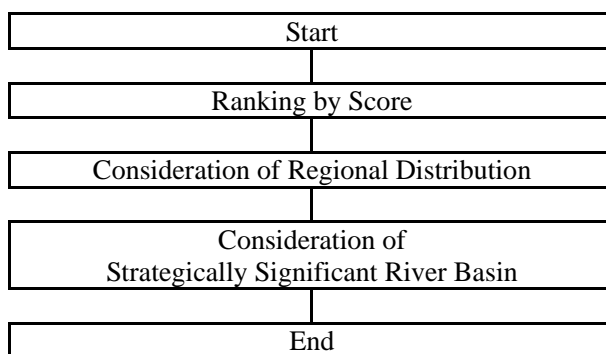 Start
Ranking by Score
Consideration of Regional Distribution
Consideration of
Strategically Significant River Basin
End